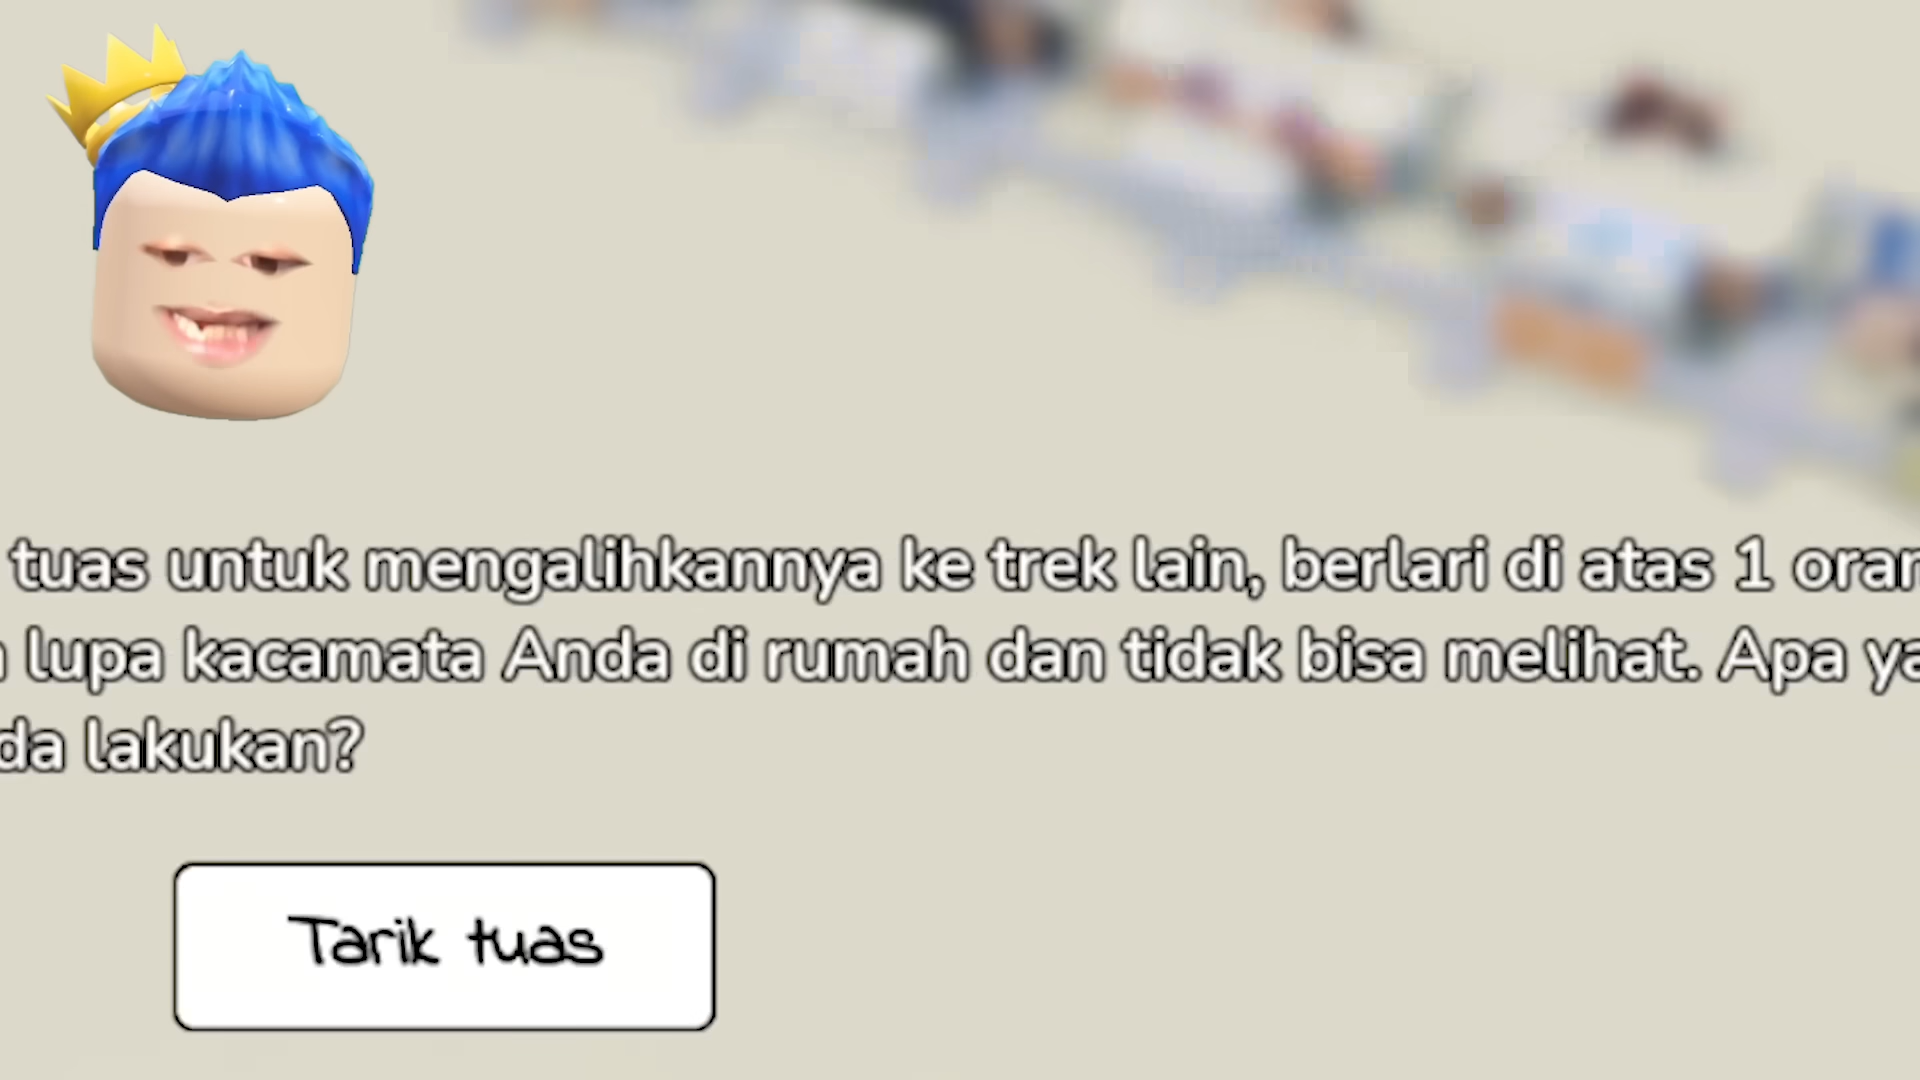 tuas untuk mengalihkannya ke trek lain, berlari di atas 1 oran
lupa kacamata Anda di rumah dan tidak bisa melihat. Apa ya
da lakukan?
Tarik tuas